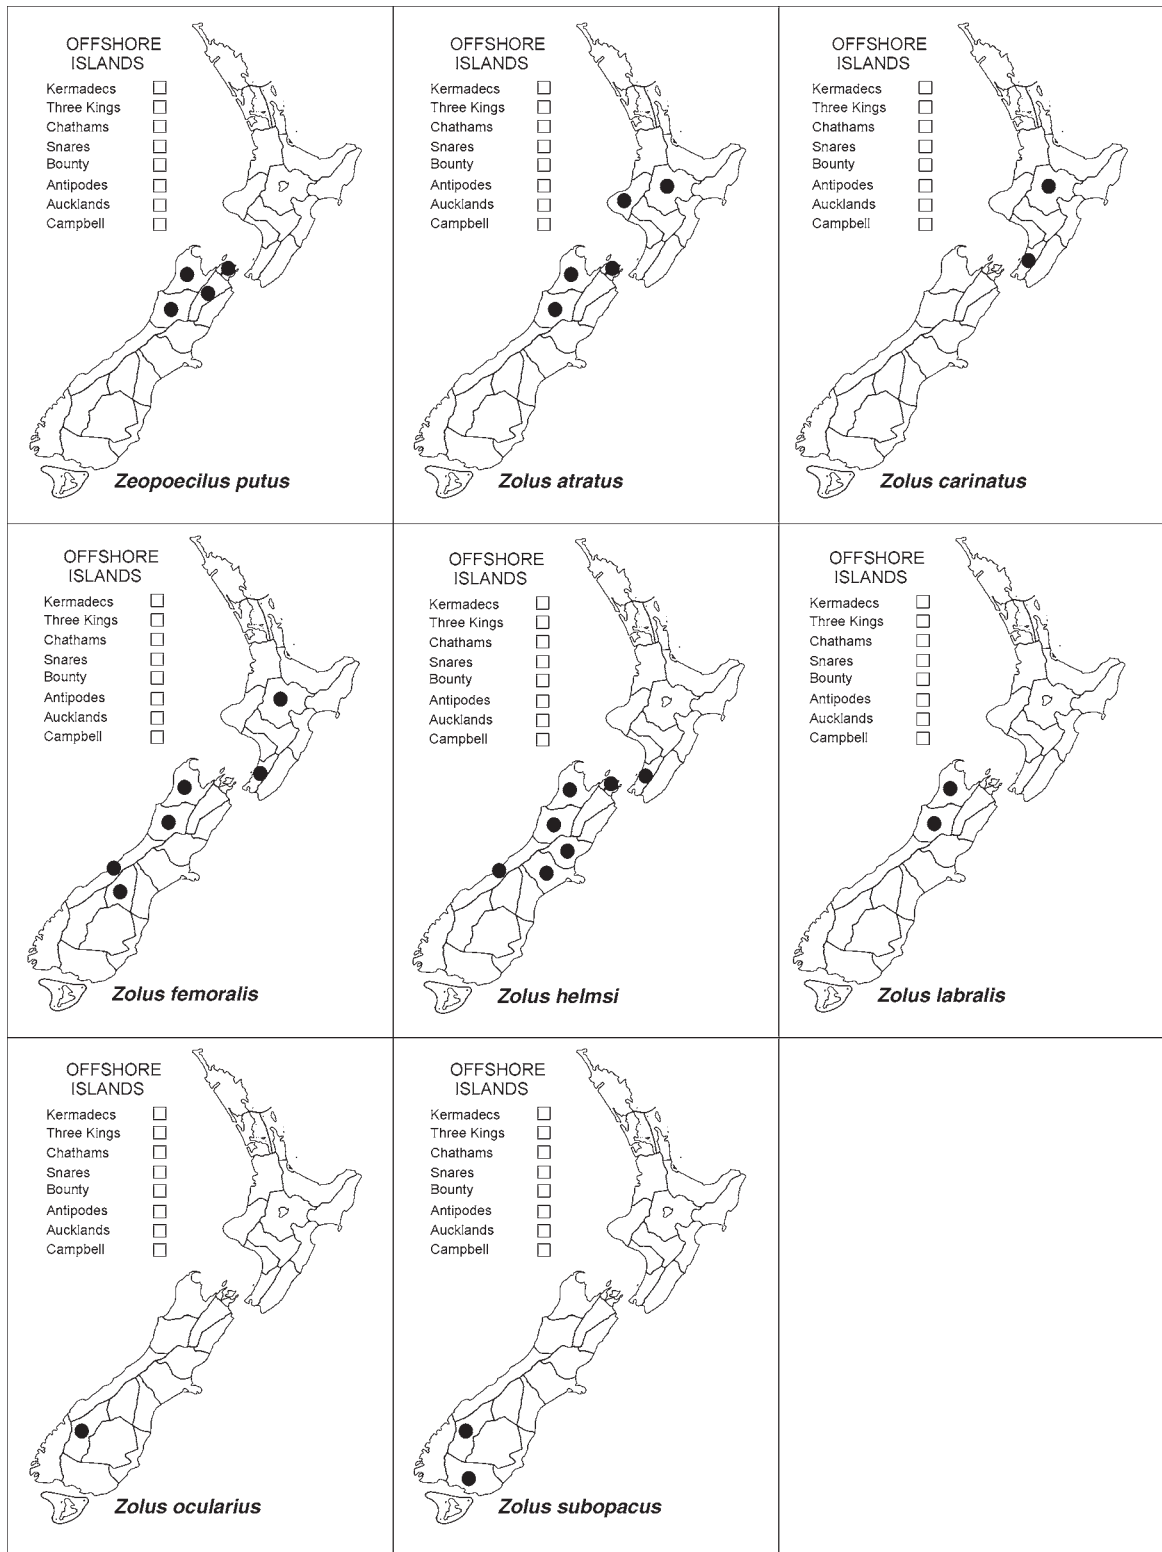 OFFSHORE
ISLANDS
Kermadecs
Three Kings
Chathams
Snares
Bounty
Antipodes
Aucklands
Campbell
Zeopoecilus putus
OFFSHORE
ISLANDS
Kermadecs
Three Kings
Chathams
Snares
Bounty
Antipodes
Aucklands
Campbell
Zolus atratus
OFFSHORE
ISLANDS
Kermadecs
Three Kings
Chathams
Snares
Bounty
Antipodes
Aucklands
Campbell
Zolus carinatus
OFFSHORE
ISLANDS
Kermadecs
Three Kings
Chathams
Snares
Bounty
Antipodes
Aucklands
Campbell
Zolus femoralis
OFFSHORE
ISLANDS
Kermadecs
Three Kings
Chathams
Snares
Bounty
Antipodes
Aucklands
Campbell
Zolus helmsi
OFFSHORE
ISLANDS
Kermadecs
Three Kings
Chathams
Snares
Bounty
Antipodes
Aucklands
Campbell
Zolus labralis
OFFSHORE
ISLANDS
Kermadecs
Three Kings
Chathams
Snares
Bounty
Antipodes
Aucklands
Campbell
Zolus ocularius
OFFSHORE
ISLANDS
Kermadecs
Three Kings
Chathams
Snares
Bounty
Antipodes
Aucklands
Campbell
Zolus subopacus